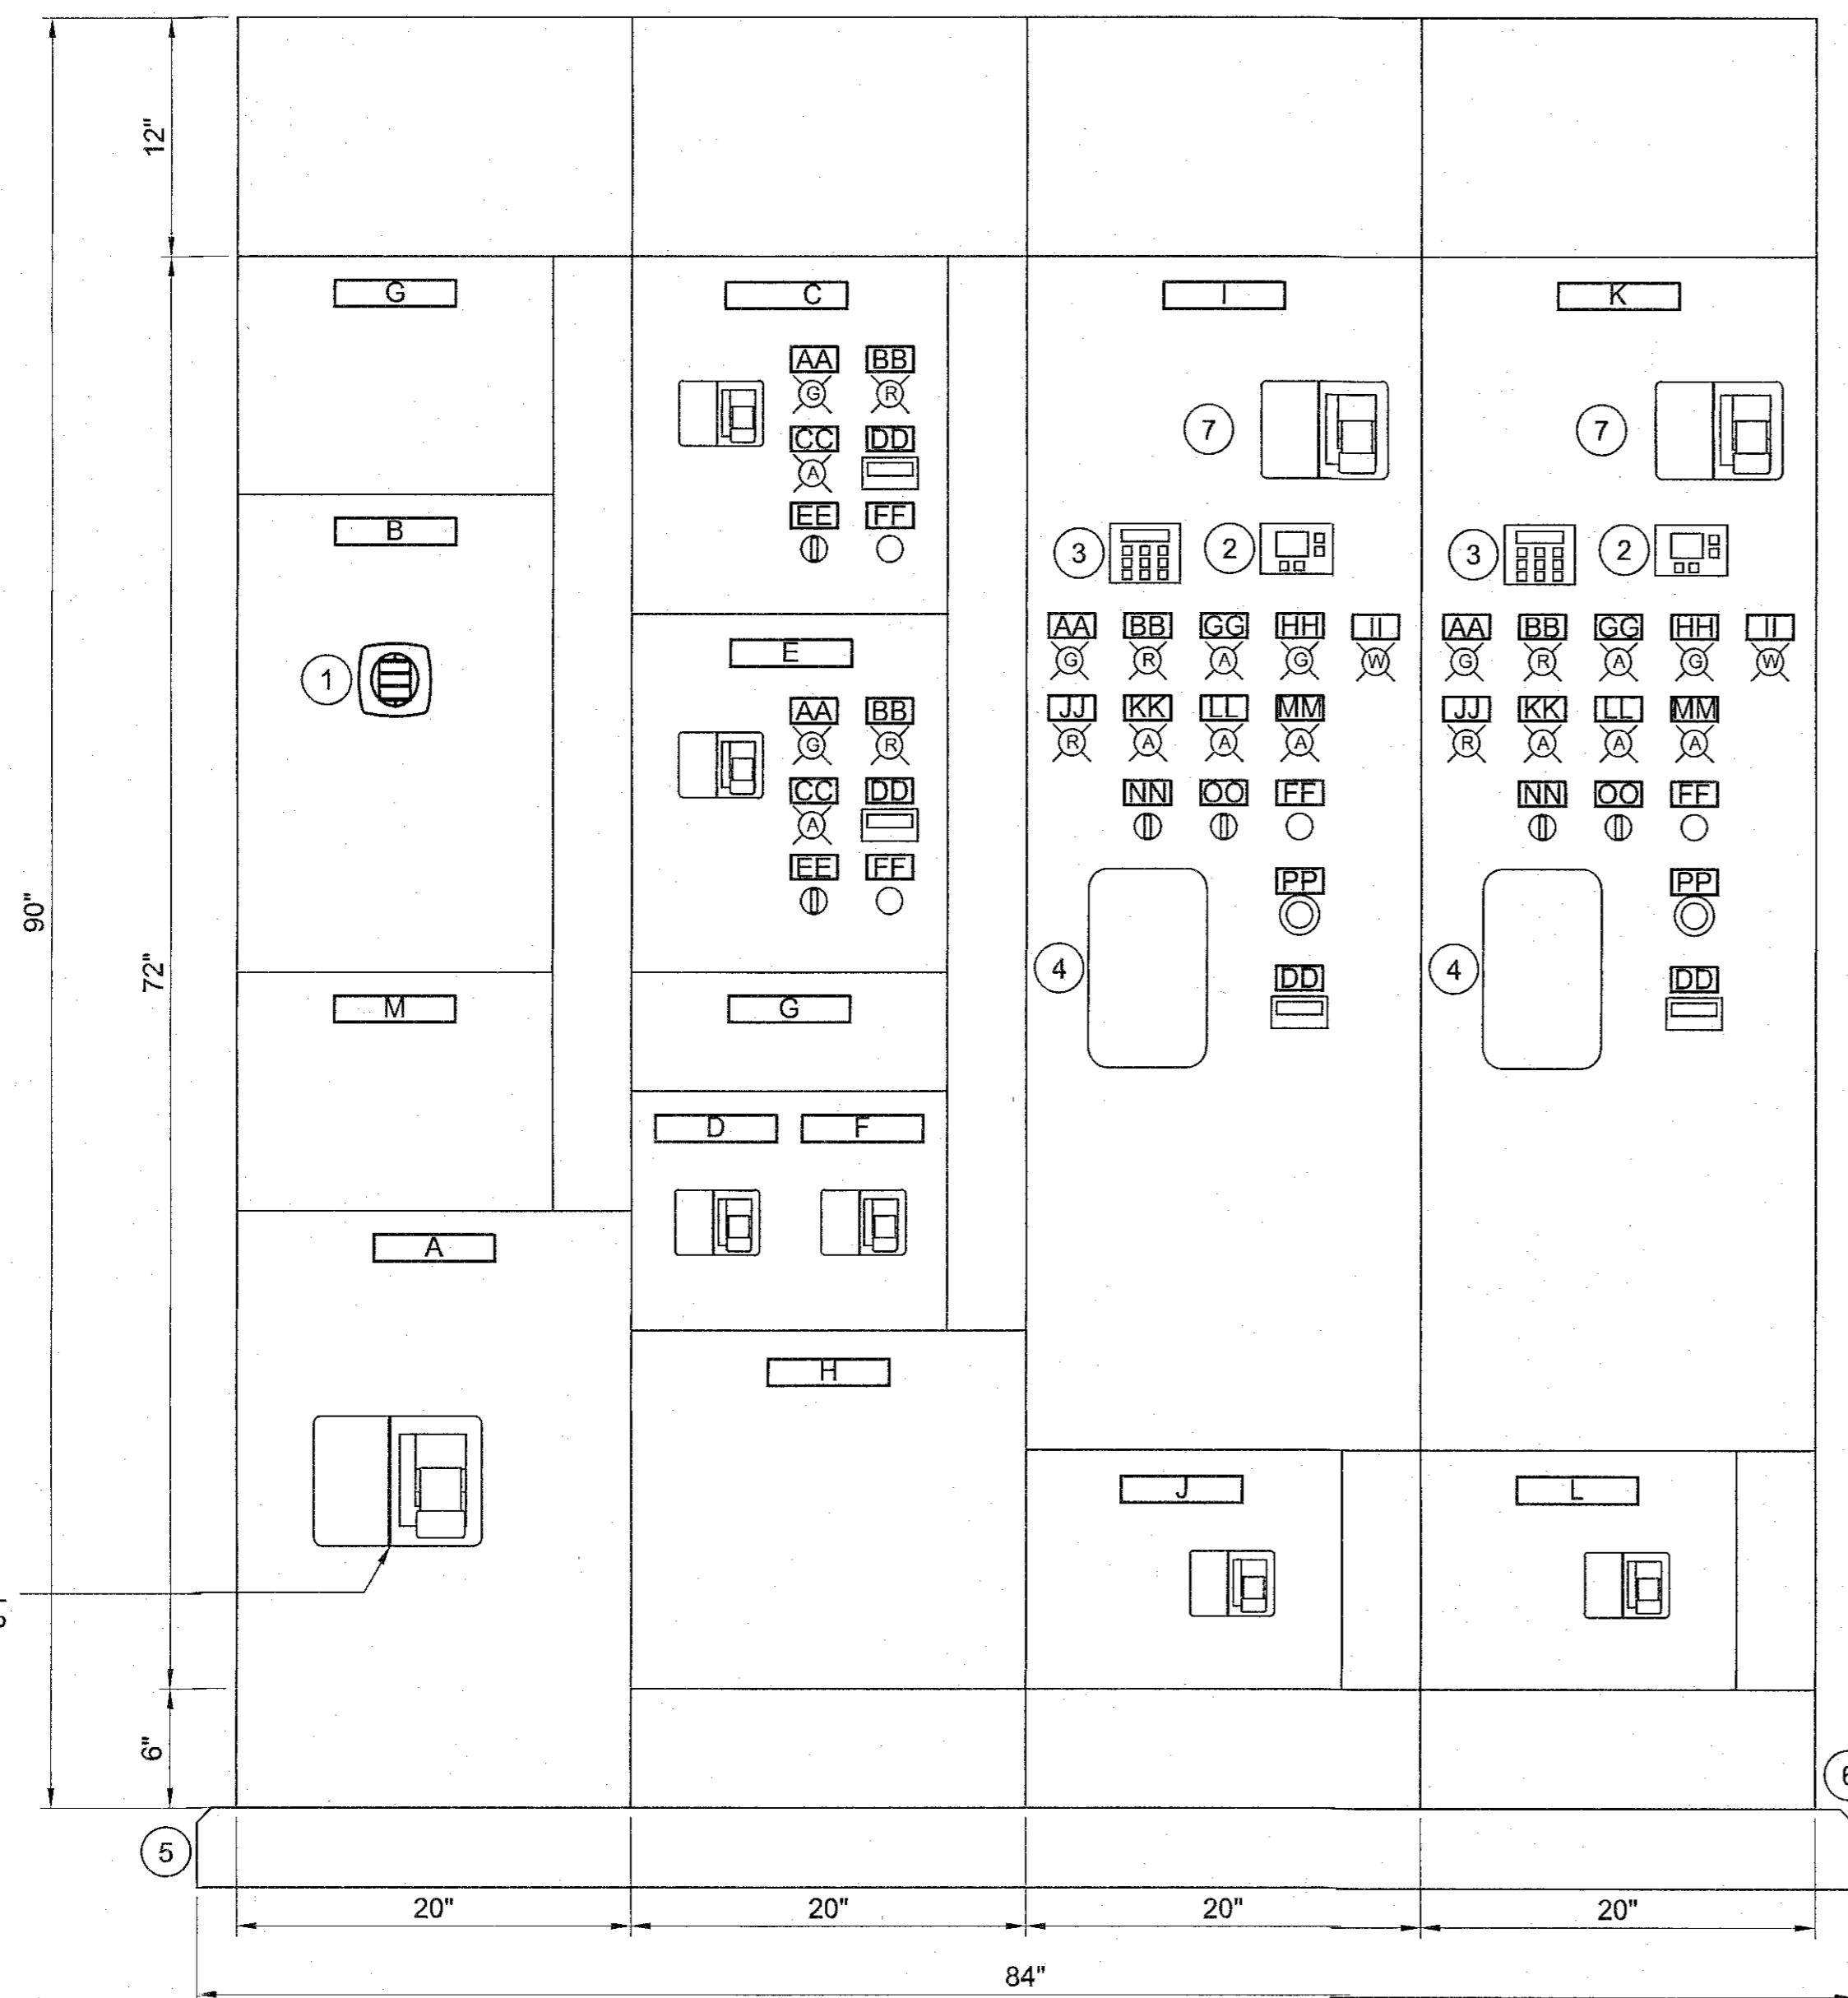 12"
90"
72"
6"
G
C
I
K
AA BB
G R
7
7
CC DD
A
EE FF
B
3 2
3 2
E
AA BB GG HH II
G R A G W
AA BB GG HH II
G R A G W
1
AA BB
G R
JJ KK LL MM
R A A A
JJ KK LL MM
R A A A
CC DD
A
NN OO FF
NN OO FF
EE FF
PP
PP
4
4
DD
DD
M
G
D F
A
H
J
L
5
20" 20" 20" 20"
84"